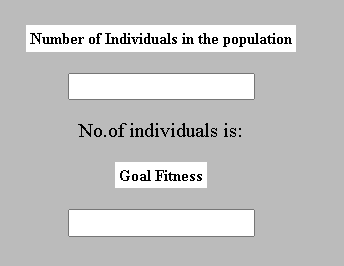 Number of Individuals in the population
No.of individuals is:
Goal Fitness